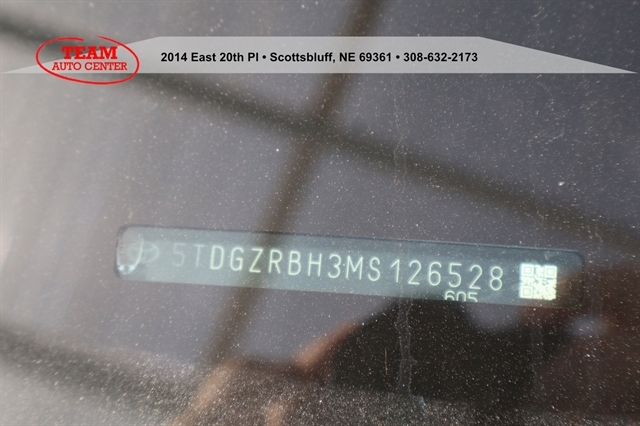 TEAM
AUTO CENTER
2014 East 20th Pl • Scottsbluff, NE 69361 • 308-632-2173
5TDGZRBH3MS126528
605